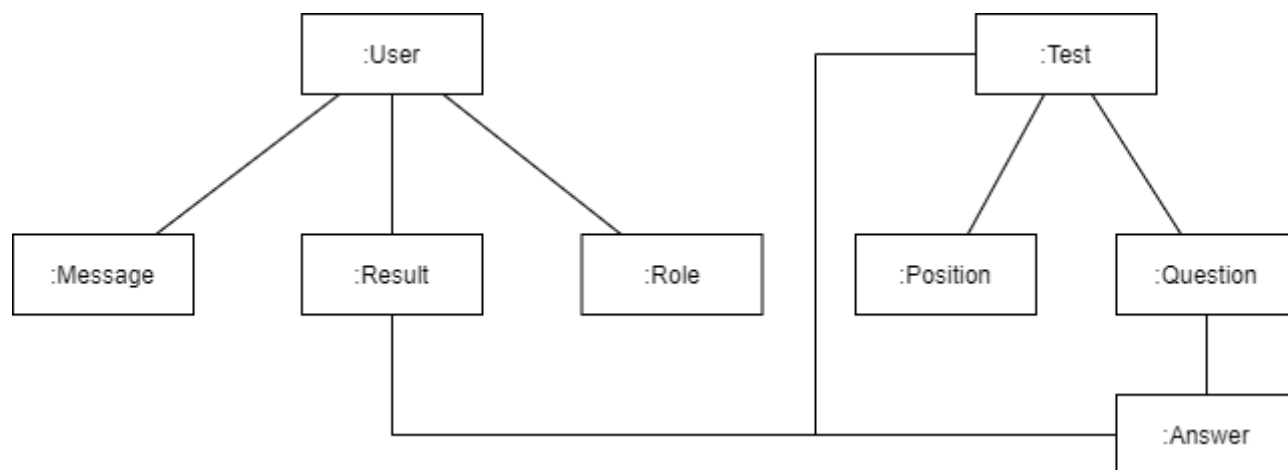 :User
:Test
:Message
:Result
:Role
:Position
:Question
:Answer